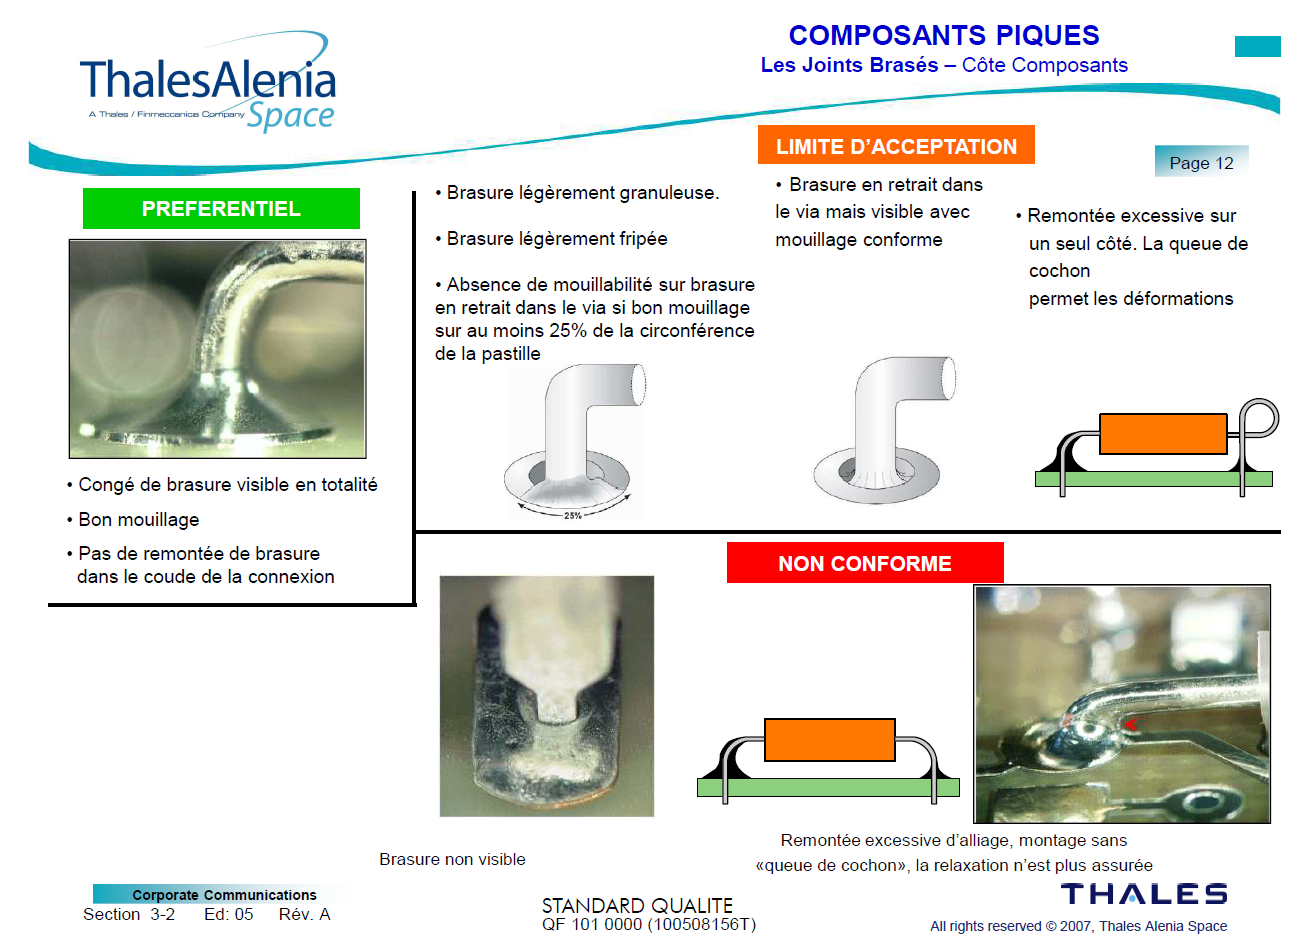 COMPOSANTS PIQUES
Les Joints Brasés – Côte Composants
ThalesAlenia
A Thales / Finmeccanica Company
Space
Page 12
PREFERENTIEL
• Congé de brasure visible en totalité
• Bon mouillage
• Pas de remontée de brasure
dans le coude de la connexion
LIMITE D’ACCEPTATION
• Brasure légèrement granuleuse.
• Brasure légèrement fripée
• Absence de mouillabilité sur brasure
en retrait dans le via si bon mouillage
sur au moins 25% de la circonférence
de la pastille
25%
• Brasure en retrait dans
le via mais visible avec
mouillage conforme
• Remontée excessive sur
un seul côté. La queue de
cochon
permet les déformations
NON CONFORME
Brasure non visible
Remontée excessive d’alliage, montage sans
«queue de cochon», la relaxation n’est plus assurée
Corporate Communications
Section 3-2 Ed: 05 Rév. A
STANDARD QUALITE
QF 101 0000 (100508156T)
THALES
All rights reserved © 2007, Thales Alenia Space